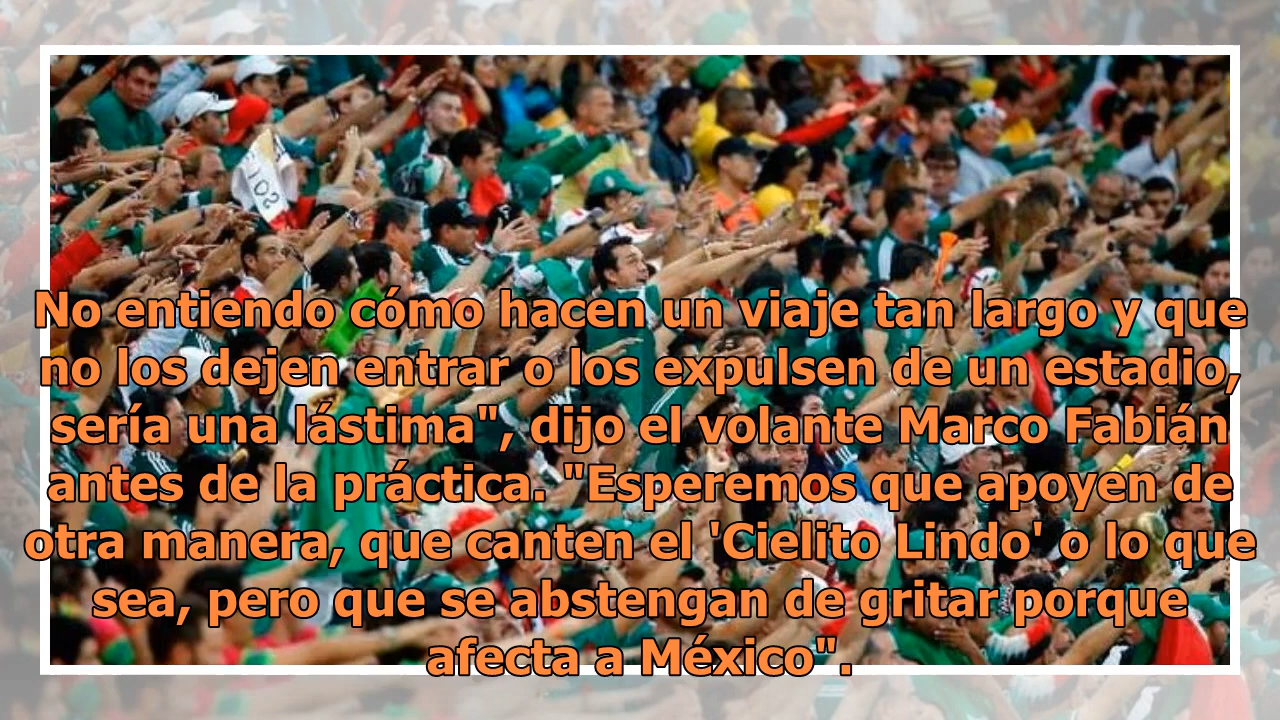 No entiendo cómo hacen un viaje tan largo y que
no los dejen entrar o los expulsen de un estadio,
sería una lástima", dijo el volante Marco Fabián
antes de la práctica. "Esperemos que apoyen de
otra manera, que canten el 'Cielito Lindo' o lo que
sea, pero que se abstengan de gritar porque
afecta a México".